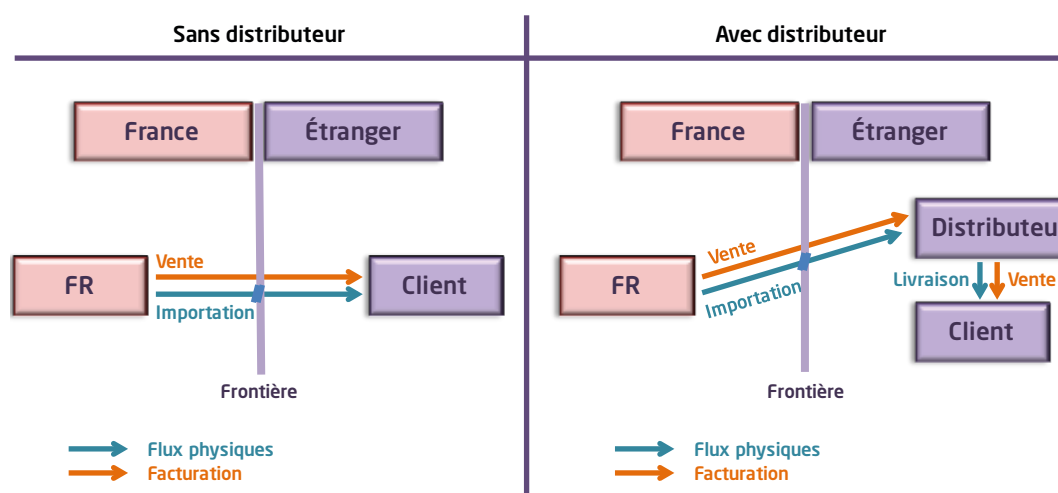 Sans distributeur
Avec distributeur
France
Étranger
FR
Vente
Importation
Client
Frontière
Flux physiques
Facturation
France
Étranger
FR
Vente
Importation
Distributeur
Livraison
Vente
Client
Frontière
Flux physiques
Facturation